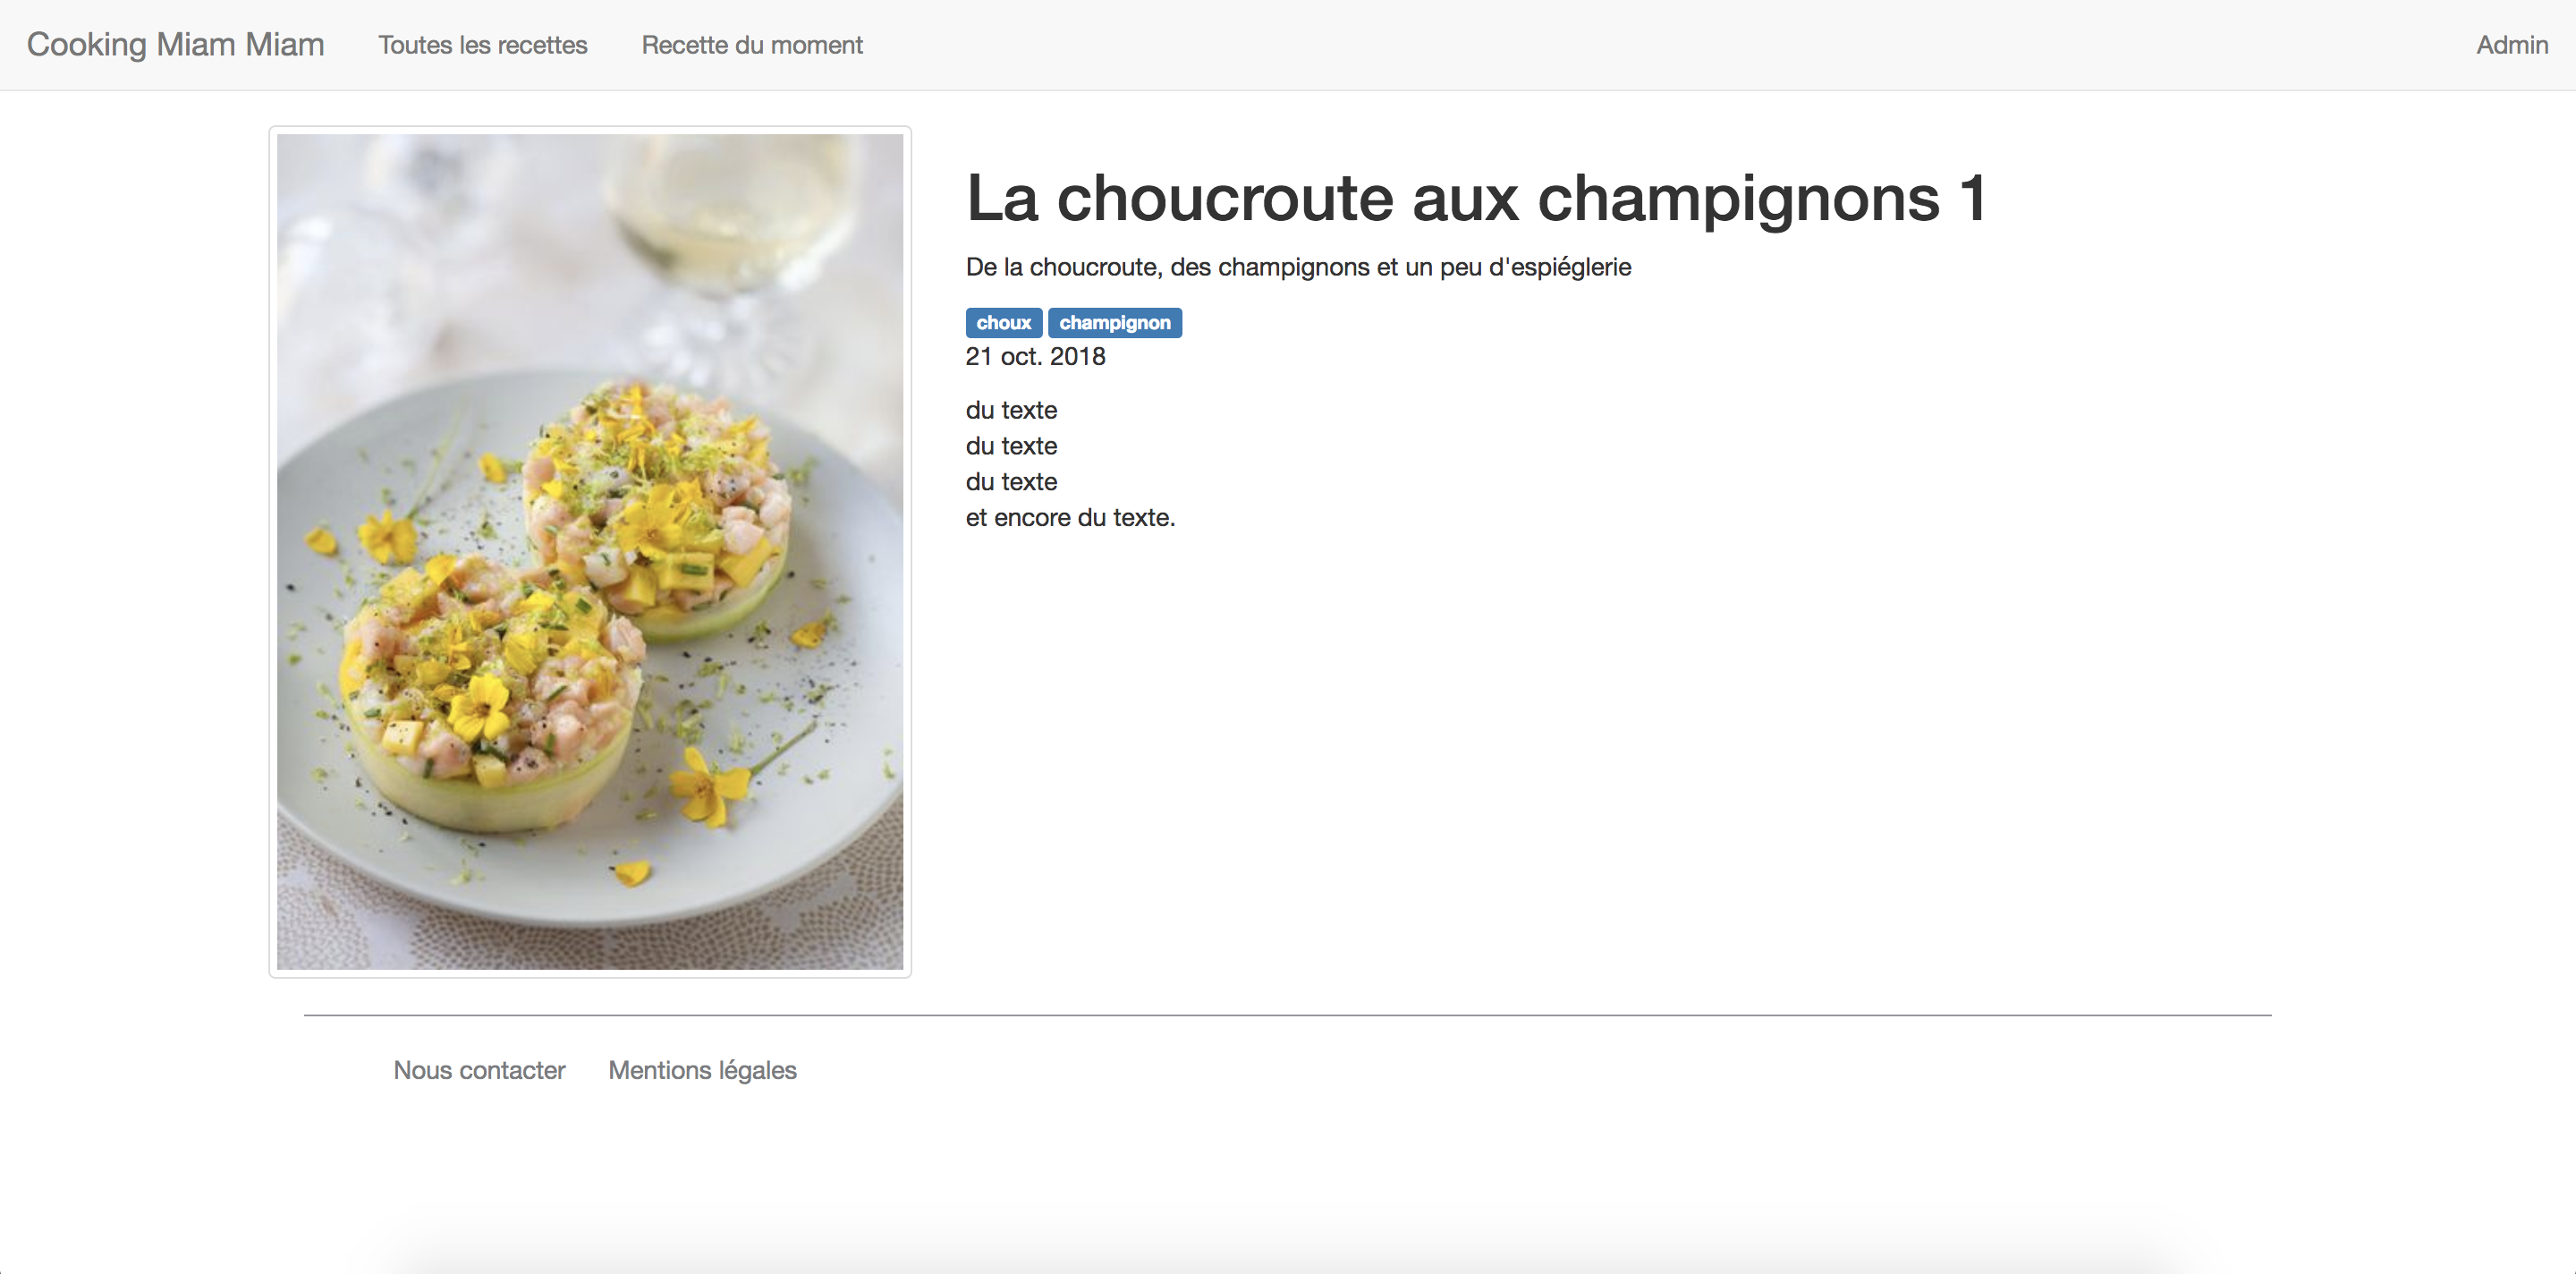 Cooking Miam Miam Toutes les recettes Recette du moment Admin
La choucroute aux champignons 1
De la choucroute, des champignons et un peu d'espiéglerie
choux champignon
21 oct. 2018
du texte
du texte
du texte
et encore du texte.
Nous contacter Mentions légales